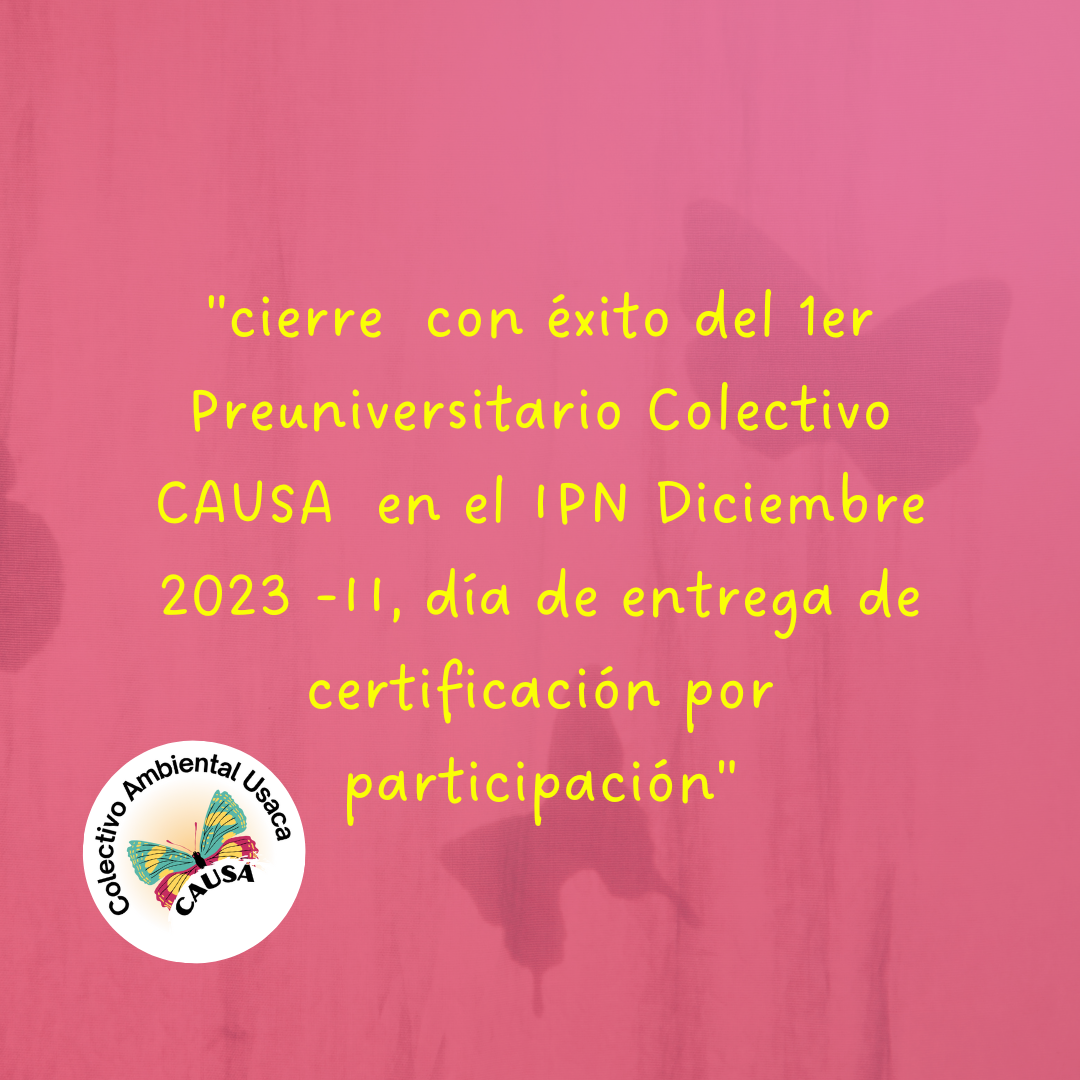 "cierre  con éxito del 1er
Preuniversitario Colectivo
CAUSA  en el IPN Diciembre
2023 -II, día de entrega de
certificación por
participación"
Colectivo Ambiental Usaca
CAUSA